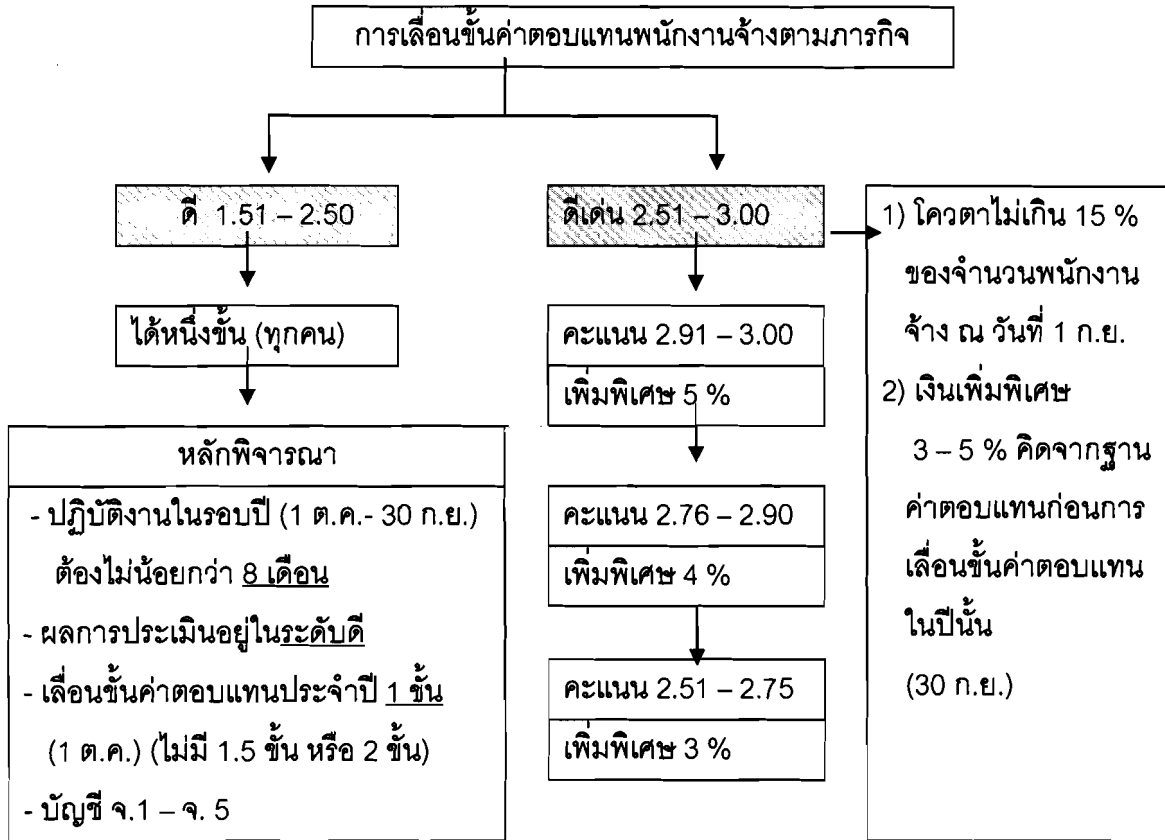 การเลื่อนขั้นค่าตอบแทนพนักงานจ้างตามภารกิจ
ดี 1.51 – 2.50
ได้หนึ่งขั้น (ทุกคน)
หลักพิจารณา
- ปฏิบัติงานในรอบปี (1 ต.ค.- 30 ก.ย.)
ต้องไม่น้อยกว่า 8 เดือน
- ผลการประเมินอยู่ในระดับดี
- เลื่อนขั้นค่าตอบแทนประจำปี 1 ขั้น
(1 ต.ค.) (ไม่มี 1.5 ขั้น หรือ 2 ขั้น)
- บัญชี จ.1 – จ. 5
ดีเด่น 2.51 – 3.00
คะแนน 2.91 – 3.00
เพิ่มพิเศษ 5 %
คะแนน 2.76 – 2.90
เพิ่มพิเศษ 4 %
คะแนน 2.51 – 2.75
เพิ่มพิเศษ 3 %
1) โควตาไม่เกิน 15 %
ของจำนวนพนักงาน
จ้าง ณ วันที่ 1 ก.ย.
2) เงินเพิ่มพิเศษ
3 – 5 % คิดจากฐาน
ค่าตอบแทนก่อนการ
เลื่อนขั้นค่าตอบแทน
ในปีนั้น
(30 ก.ย.)